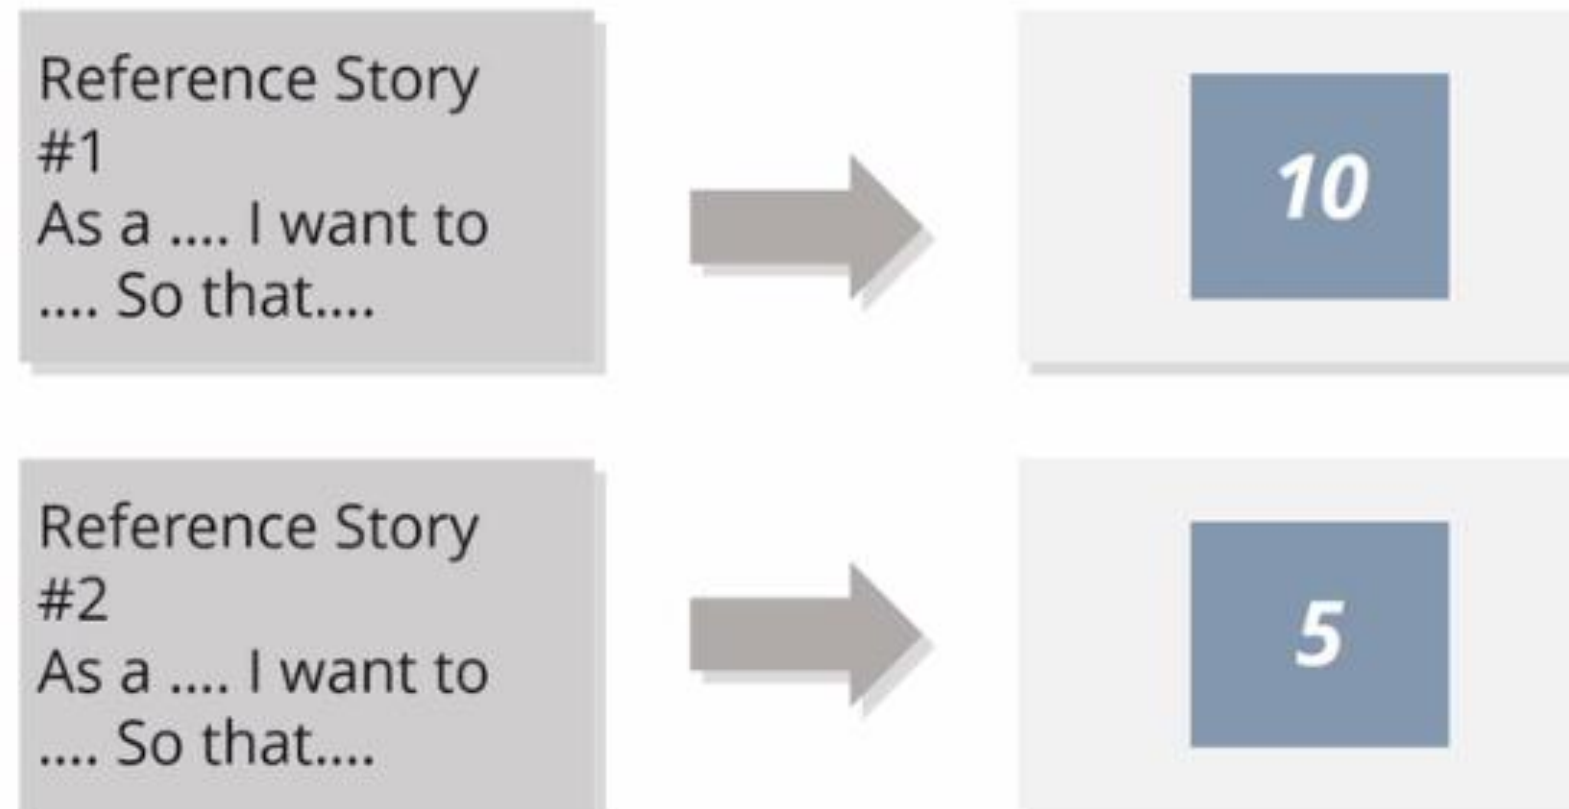 Reference Story
#1
As a .... I want to
.... So that....
10
Reference Story
#2
As a .... I want to
.... So that....
5